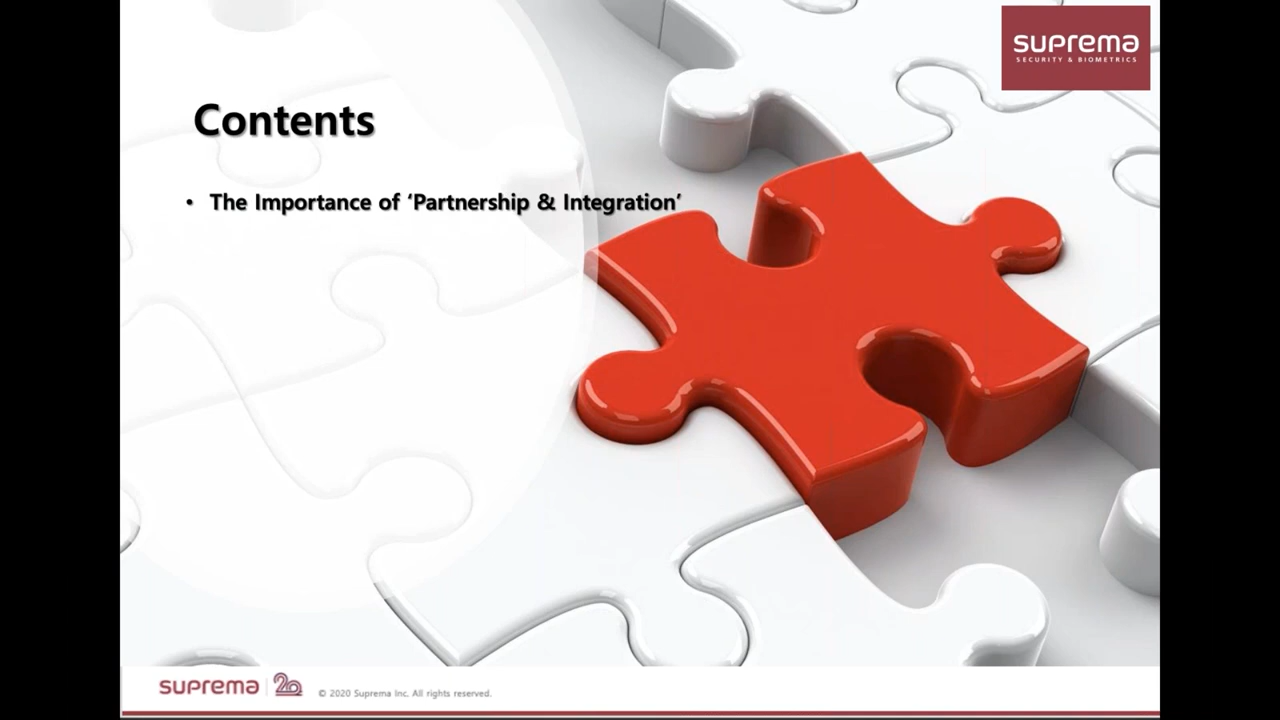 suprema
SECURITY & BIOMETRICS
Contents
• The Importance of ‘Partnership & Integration’
suprema 20 © 2020 Suprema Inc. All rights reserved.